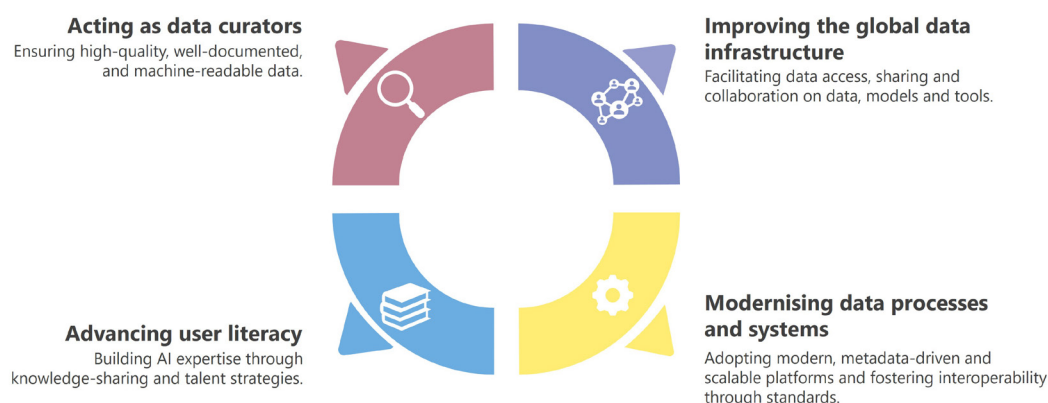 Acting as data curators
Ensuring high-quality, well-documented,
and machine-readable data.
Improving the global data
infrastructure
Facilitating data access, sharing and
collaboration on data, models and tools.
Advancing user literacy
Building AI expertise through
knowledge-sharing and talent strategies.
Modernising data processes
and systems
Adopting modern, metadata-driven and
scalable platforms and fostering interoperability
through standards.